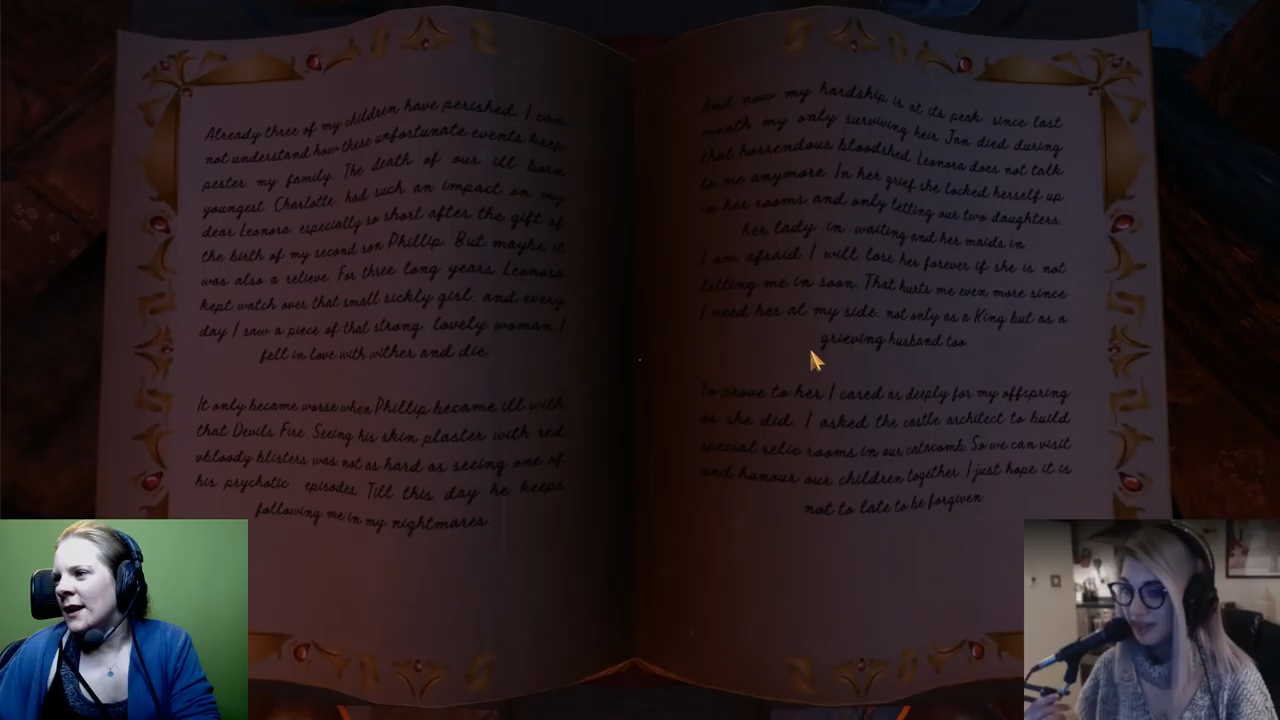 Already three of my children have perished. I can
not understand how these unfortunate events keep
pester my family. The death of our ill born
youngest Charlotte had such an impact on my
dear Leonora, especially so short after the gift of
the birth of my second son Phillip. But maybe it
was also a relieve. For three long years Leonora
kept watch over that small sickly girl, and every
day I saw a piece of that strong, lovely woman I
fell in love with wither and die.
It only became worse when Phillip became ill with
that Devils Fire. Seeing his skin plaster with red
vbloody blisters was not as hard as seeing one of
his psychotic episodes. Till this day he keeps
following me in my nightmares.
And now my hardship is at its peak since last
month my only surviving heir Jan died during
that horrendous bloodshed. Leonora does not talk
to me anymore. In her grief she locked herself up
in her rooms and only letting our two daughters
her lady-in-waiting and her maids in
I am afraid I will lose her forever if she is not
letting me in soon. That hurts me even more since
I need her at my side, not only as a King but as a
grieving husband too
To prove to her I cared as deeply for my offspring
as she did. I asked the castle architect to build
special relic rooms in our catacomb. So we can visit
and honour our children together. I just hope it is
not to late to be forgiven